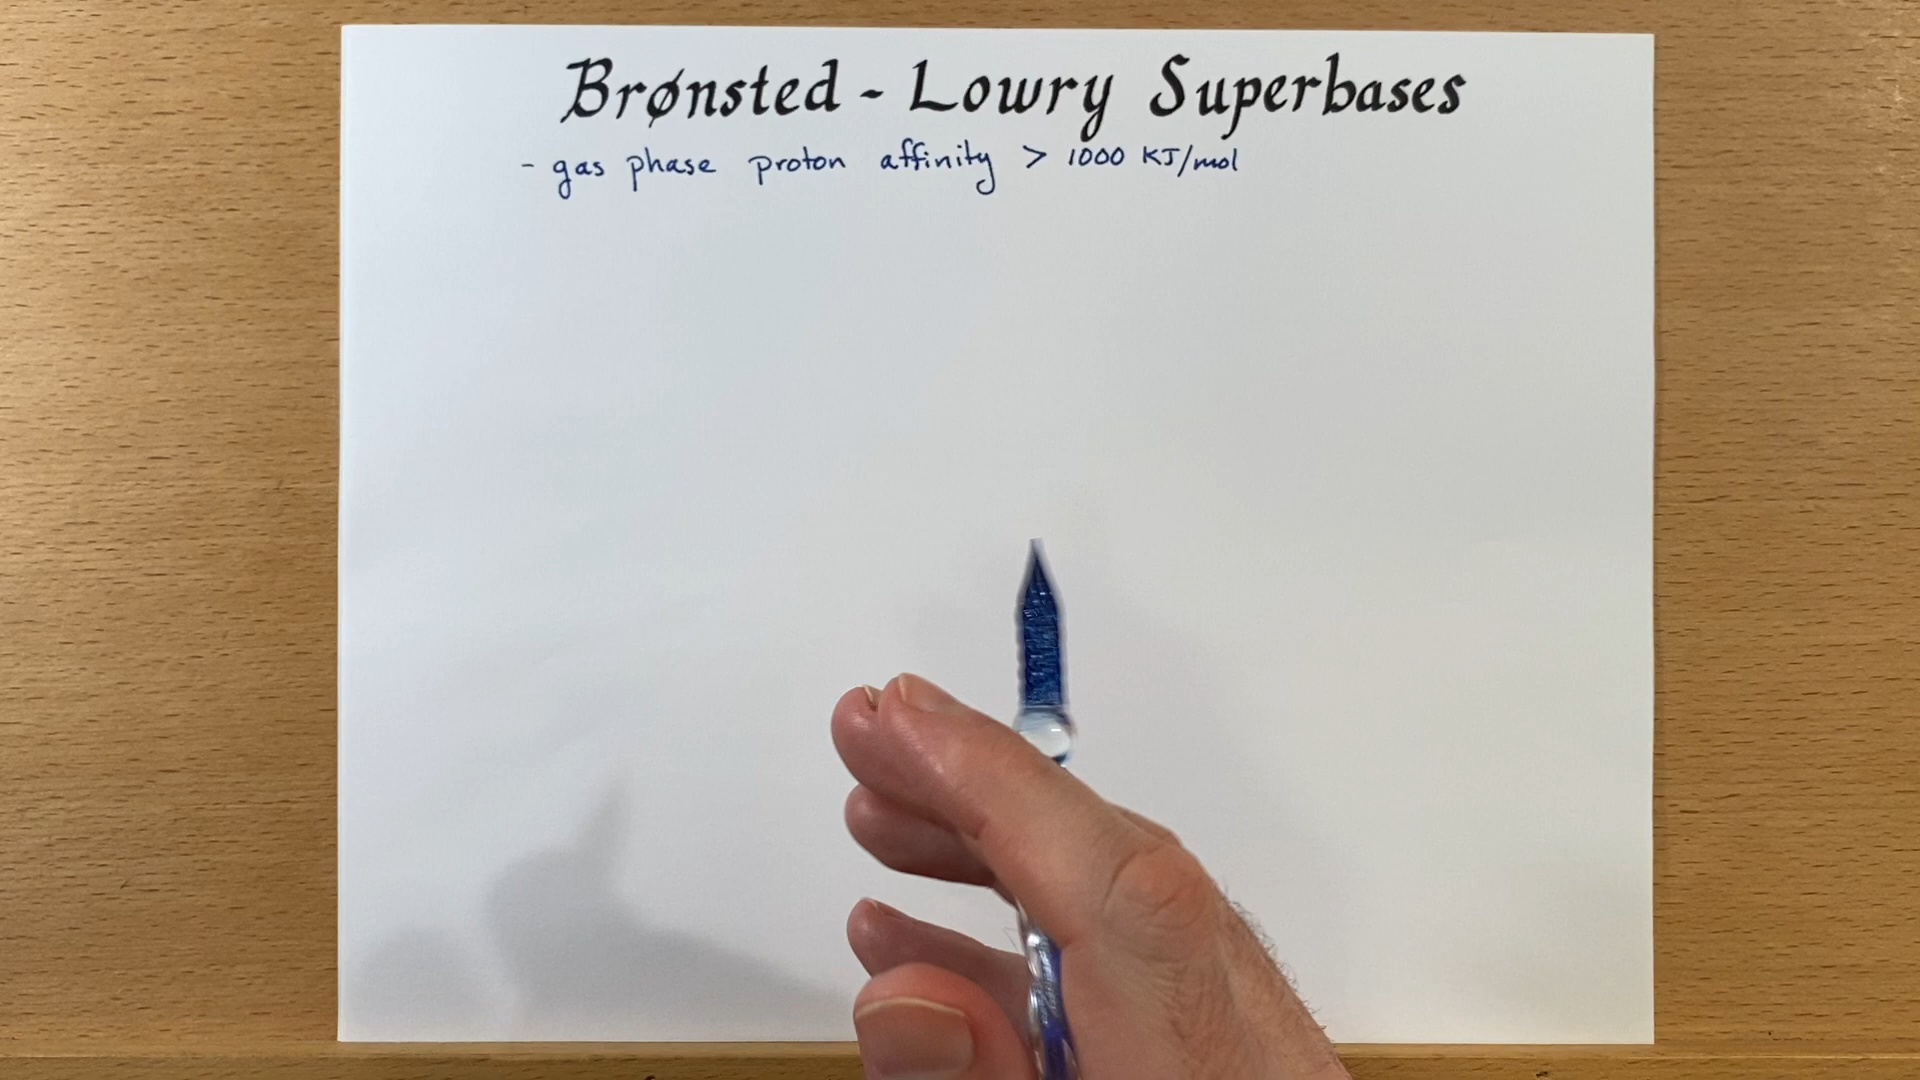 Brønsted - Lowry Superbases
- gas phase proton affinity > 1000 KJ/mol